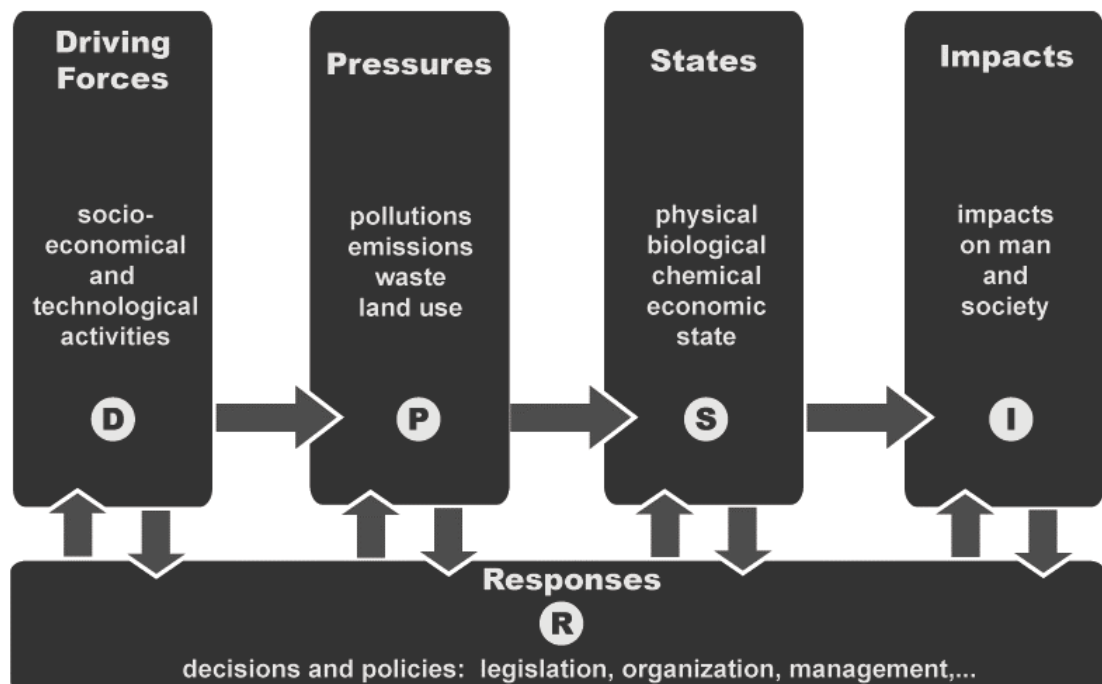 Driving
Forces
socio-
economical
and
technological
activities
D
Pressures
pollutions
emissions
waste
land use
P
States
physical
biological
chemical
economic
state
S
Impacts
impacts
on man
and
society
I
Responses
R
decisions and policies: legislation, organization, management,...